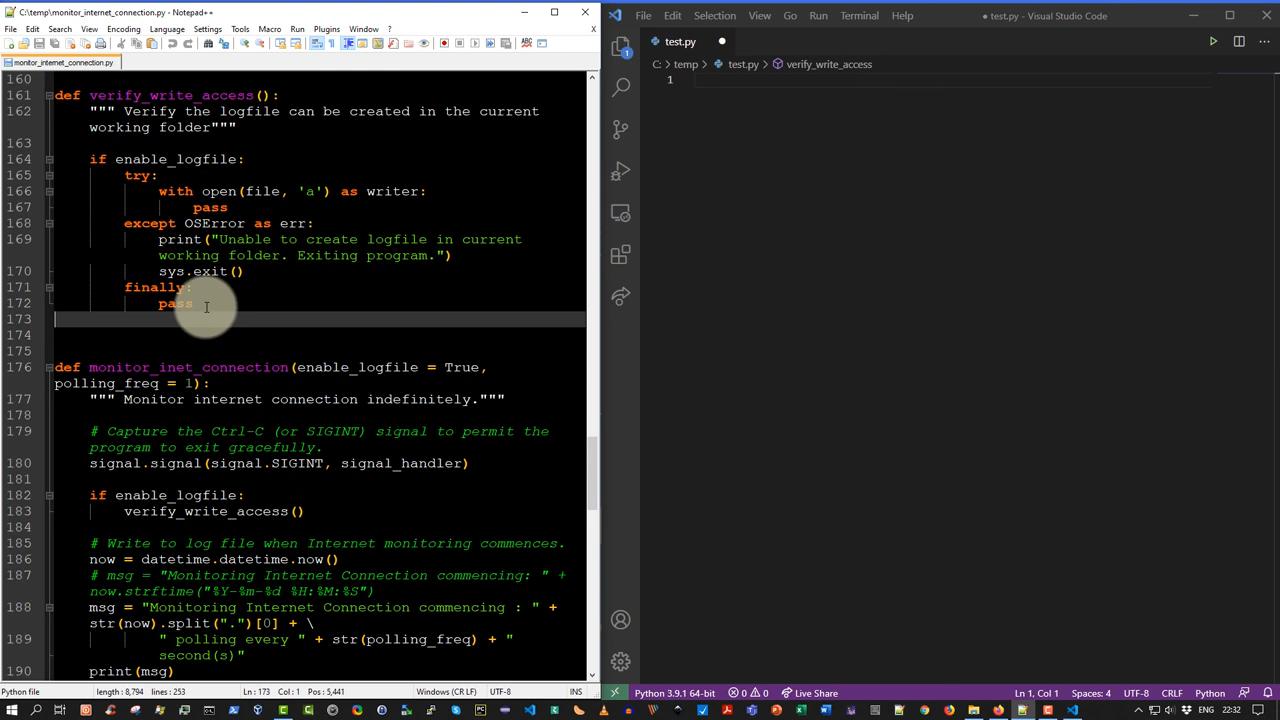 C:\temp\monitor_internet_connection.py - Notepad++
File Edit Search View Encoding Language Settings Tools Macro Run Plugins Window ?
monitor_internet_connection.py
160
161 def verify_write_access():
162 """ Verify the logfile can be created in the current
working folder"""
163
164 if enable_logfile:
165 try:
166 with open(file, 'a') as writer:
167 pass
168 except OSError as err:
169 print("Unable to create logfile in current
working folder. Exiting program.")
170 sys.exit()
171 finally:
172 pass
173
174
175
176 def monitor_inet_connection(enable_logfile = True,
polling_freq = 1):
177 """ Monitor internet connection indefinitely."""
178
179 # Capture the Ctrl-C (or SIGINT) signal to permit the
program to exit gracefully.
180 signal.signal(signal.SIGINT, signal_handler)
181
182 if enable_logfile:
183 verify_write_access()
184
185 # Write to log file when Internet monitoring commences.
186 now = datetime.datetime.now()
187 # msg = "Monitoring Internet Connection commencing: " +
now.strftime("%Y-%m-%d %H:%M:%S")
188 msg = "Monitoring Internet Connection commencing : " +
str(now).split(".")[0] + \
189 " polling every " + str(polling_freq) + "
second(s)"
190 print(msg)
Python file length : 8,794 lines : 253 Ln : 173 Col : 1 Pos : 5,441 Windows (CR LF) UTF-8 INS
File Edit Selection View Go Run Terminal Help ● test.py - Visual Studio Code
test.py
C: > temp > test.py > verify_write_access
1
1
Python 3.9.1 64-bit 0 0 Live Share Ln 1, Col 1 Spaces: 4 UTF-8 CRLF Python
ENG 22:32